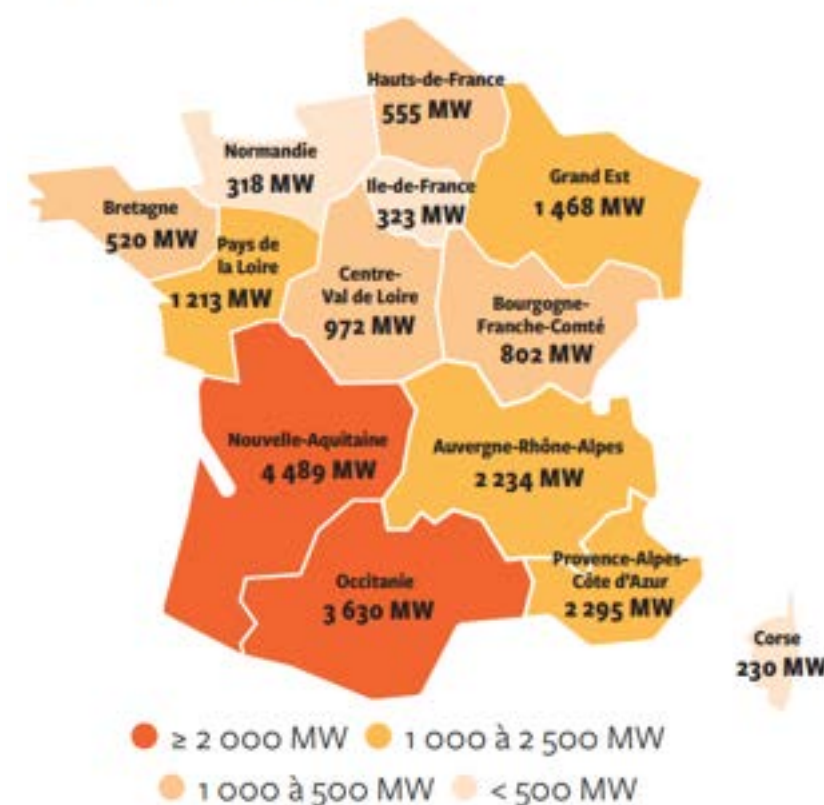 Hauts-de-France
555 MW
Normandie
318 MW
Ile-de-France
323 MW
Grand Est
1 468 MW
Bretagne
520 MW
Pays de
la Loire
1 213 MW
Centre-
Val de Loire
972 MW
Bourgogne-
Franche-Comté
802 MW
Nouvelle-Aquitaine
4 489 MW
Auvergne-Rhône-Alpes
2 234 MW
Occitanie
3 630 MW
Provence-Alpes-
Côte d'Azur
2 295 MW
Corse
230 MW
≥ 2 000 MW
1 000 à 2 500 MW
1 000 à 500 MW
< 500 MW